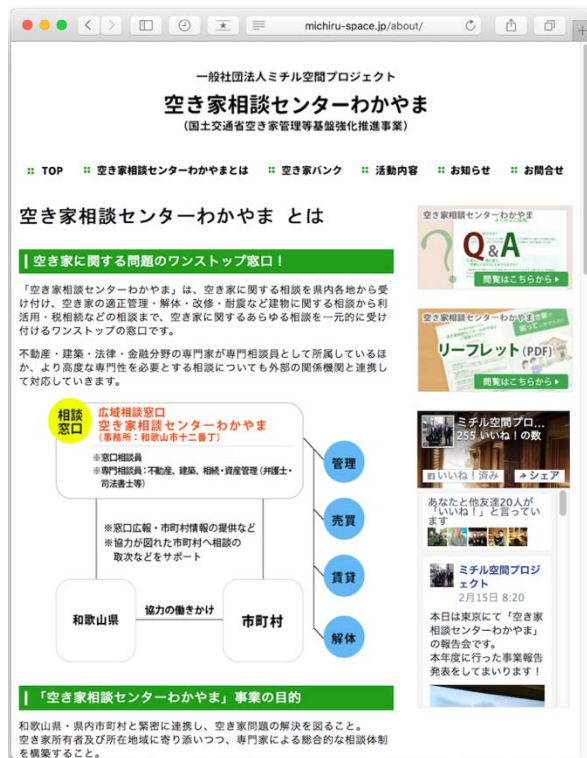 michiru-space.jp/about/
一般社団法人ミチル空間プロジェクト
空き家相談センターわかやま
(国土交通省空き家管理等基盤強化推進事業)
TOP
空き家相談センターわかやまとは
空き家バンク
活動内容
お知らせ
お問合せ
空き家相談センターわかやま とは
空き家に関する問題のワンストップ窓口！
「空き家相談センターわかやま」は、空き家に関する相談を県内各地から受
け付け、空き家の適正管理・解体・改修・耐震など建物に関する相談から利
活用・税相続などの相談まで、空き家に関するあらゆる相談を一元的に受け
付けるワンストップの窓口です。
不動産・建築・法律・金融分野の専門家が専門相談員として所属しているほ
か、より高度な専門性を必要とする相談についても外部の関係機関と連携し
て対応していきます。
相談
窓口
広域相談窓口
空き家相談センターわかやま
(事務所：和歌山市十二番丁)
※窓口相談員
※専門相談員：不動産、建築、相続・資産管理（弁護士・
司法書士等）
※窓口広報・市町村情報の提供など
※協力が図れた市町村へ相談の
取次などをサポート
和歌山県
協力の働きかけ
市町村
管理
売買
賃貸
解体
「空き家相談センターわかやま」事業の目的
和歌山県・県内市町村と緊密に連携し、空き家問題の解決を図ること。
空き家所有者及び所在地域に寄り添いつつ、専門家による総合的な相談体制
を構築すること。
空き家相談センターわかやま
Q&A
閲覧はこちらから
空き家相談センターわかやま
リーフレット(PDF)
閲覧はこちらから
ミチル空間プロ...
255 いいね！の数
いいね！済み
シェア
あなたと他友達20人が
「いいね！」と言ってい
ます
ミチル空間プロジ
ェクト
2月15日 8:20
本日は東京にて「空き家
相談センターわかやま」
の報告会です。
本年度に行った事業報告
発表をしてまいります！